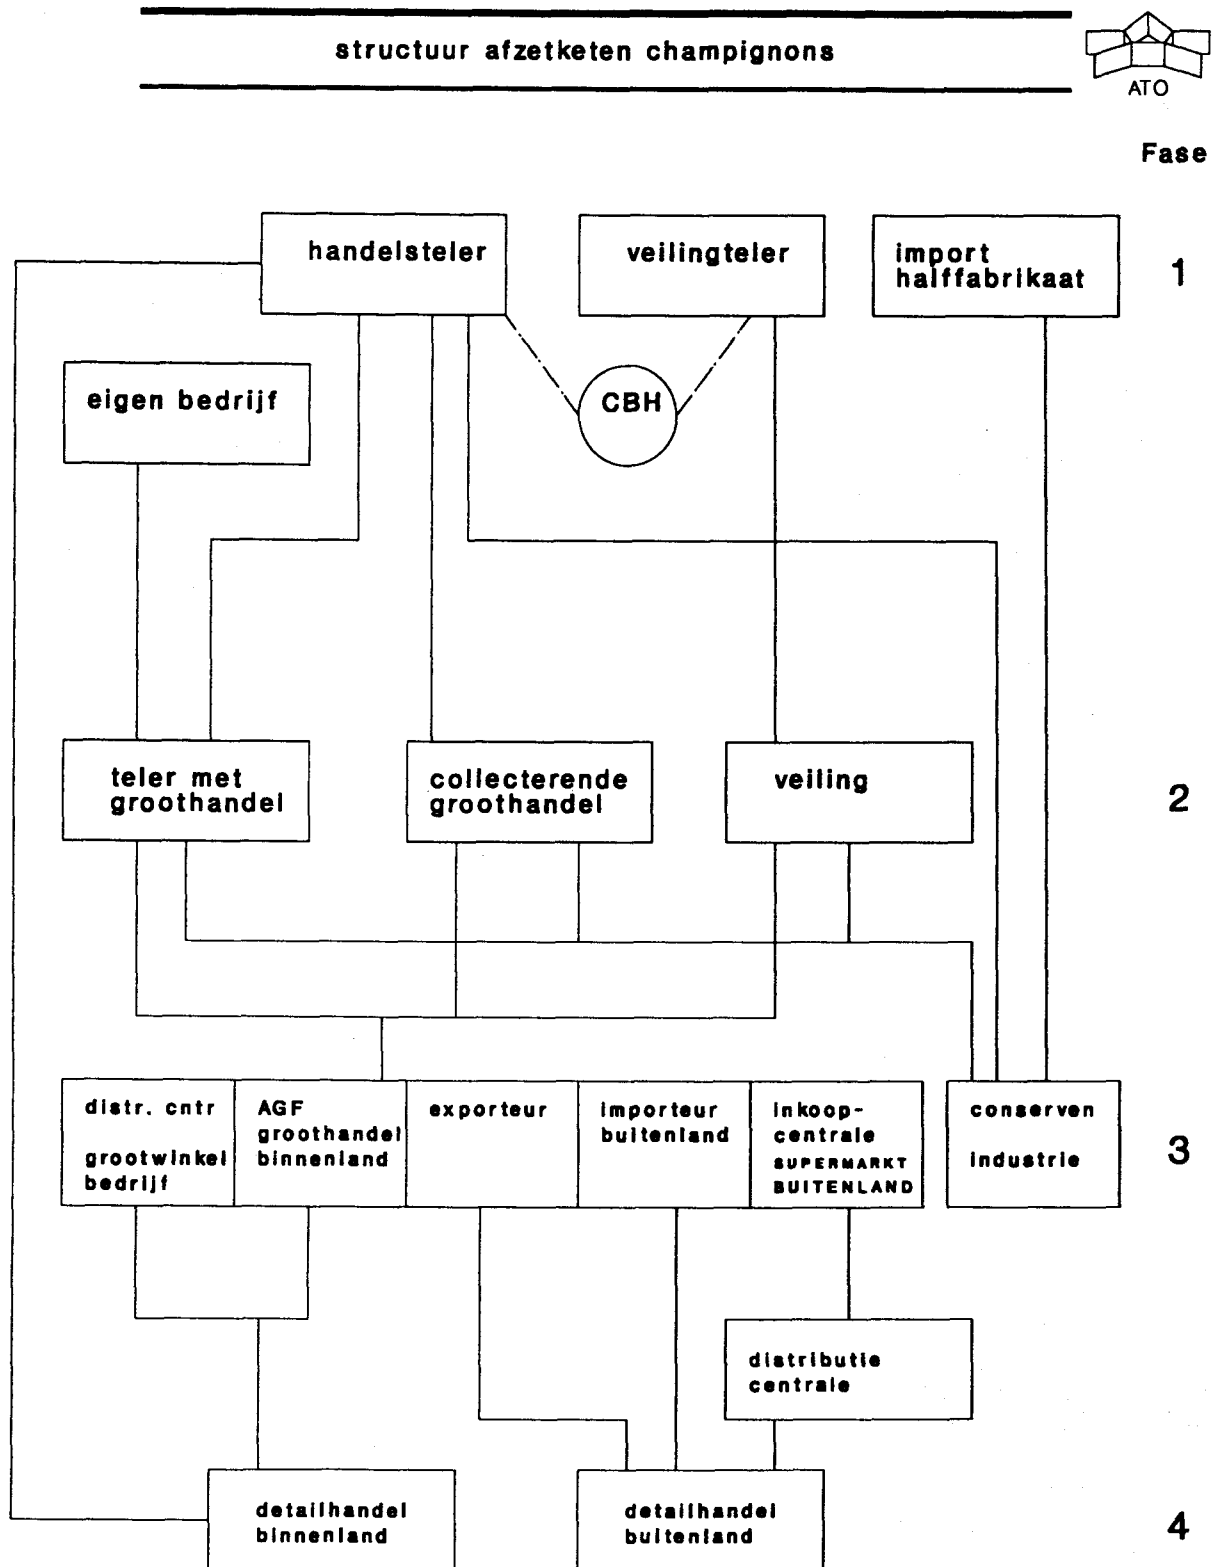 structuur afzetketen champignons
ATO
Fase
handelsteler
veilingteler
import
halffabrikaat
1
eigen bedrijf
CBH
teler met
groothandel
collecterende
groothandel
veiling
2
distr. cntr
grootwinkel
bedrijf
AGF
groothandel
binnenland
exporteur
importeur
buitenland
inkoop-
centrale
SUPERMARKT
BUITENLAND
conserven
industrie
3
distributie
centrale
detailhandel
binnenland
detailhandel
buitenland
4